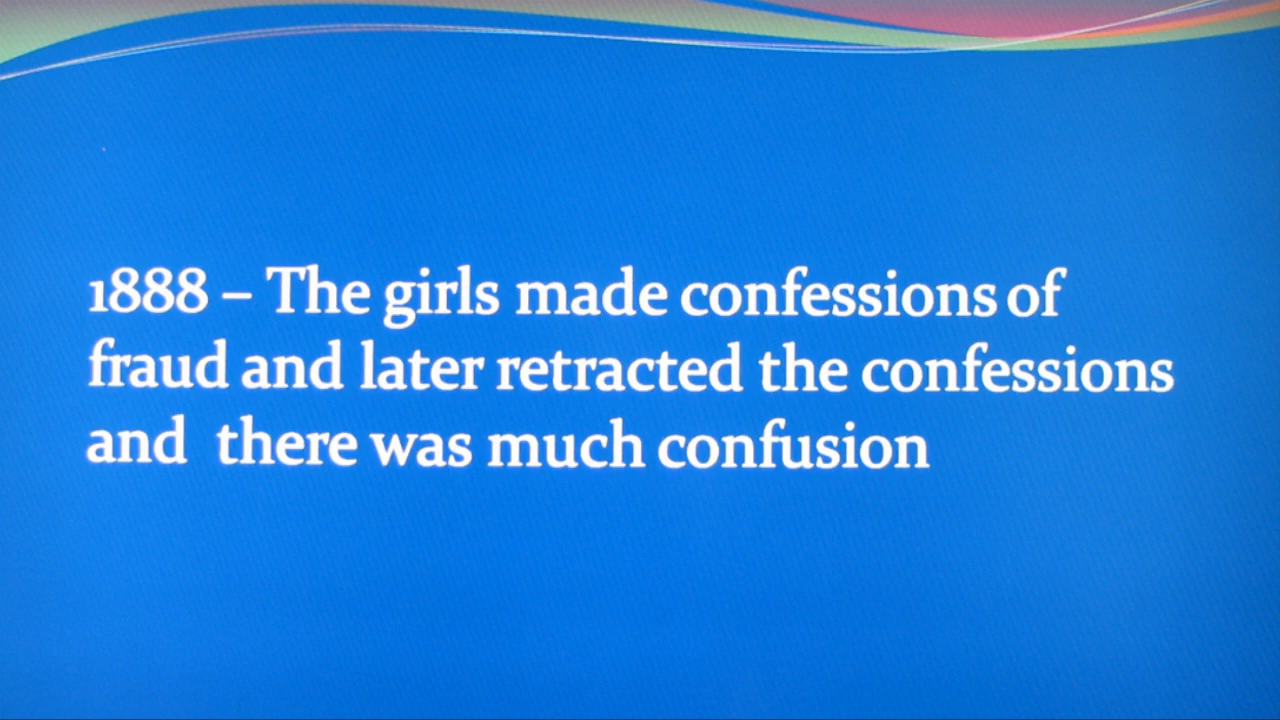 1888 – The girls made confessions of
fraud and later retracted the confessions
and  there was much confusion